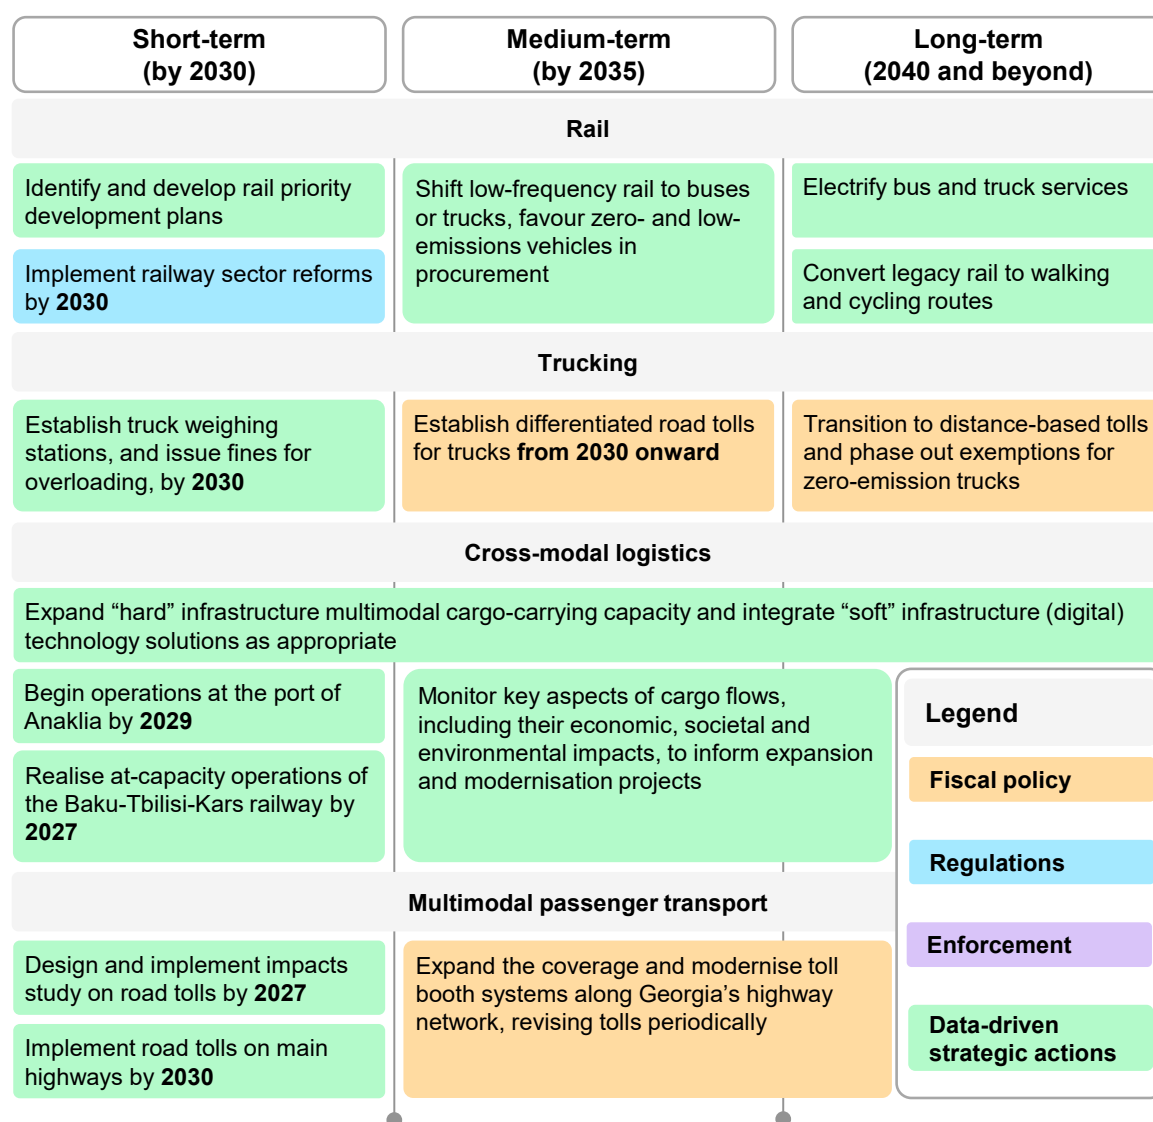 Short-term
(by 2030)
Medium-term
(by 2035)
Long-term
(2040 and beyond)
Rail
Identify and develop rail priority
development plans
Implement railway sector reforms
by 2030
Shift low-frequency rail to buses
or trucks, favour zero- and low-
emissions vehicles in
procurement
Electrify bus and truck services
Convert legacy rail to walking
and cycling routes
Trucking
Establish truck weighing
stations, and issue fines for
overloading, by 2030
Establish differentiated road tolls
for trucks from 2030 onward
Transition to distance-based tolls
and phase out exemptions for
zero-emission trucks
Cross-modal logistics
Expand “hard” infrastructure multimodal cargo-carrying capacity and integrate “soft” infrastructure (digital)
technology solutions as appropriate
Begin operations at the port of
Anaklia by 2029
Realise at-capacity operations of
the Baku-Tbilisi-Kars railway by
2027
Monitor key aspects of cargo flows,
including their economic, societal and
environmental impacts, to inform expansion
and modernisation projects
Multimodal passenger transport
Design and implement impacts
study on road tolls by 2027
Implement road tolls on main
highways by 2030
Expand the coverage and modernise toll
booth systems along Georgia’s highway
network, revising tolls periodically
Legend
Fiscal policy
Regulations
Enforcement
Data-driven
strategic actions